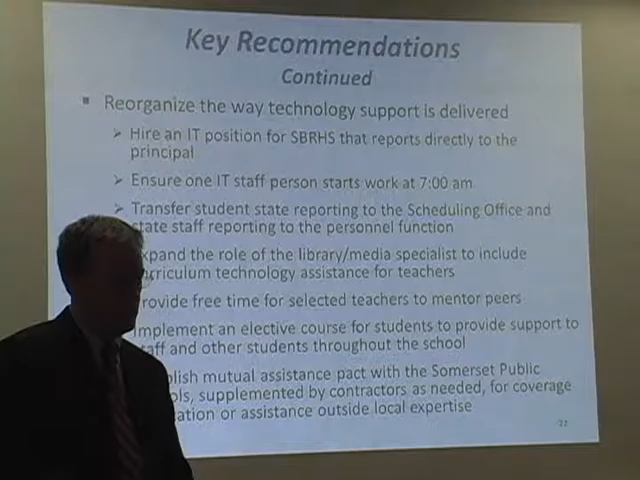 Key Recommendations
Continued
▪ Reorganize the way technology support is delivered
➢ Hire an IT position for SBRHS that reports directly to the
principal
➢ Ensure one IT staff person starts work at 7:00 am
➢ Transfer student state reporting to the Scheduling Office and
state staff reporting to the personnel function
xpand the role of the library/media specialist to include
rriculum technology assistance for teachers
rovide free time for selected teachers to mentor peers
Implement an elective course for students to provide support to
aff and other students throughout the school
blish mutual assistance pact with the Somerset Public
ols, supplemented by contractors as needed, for coverage
ation or assistance outside local expertise